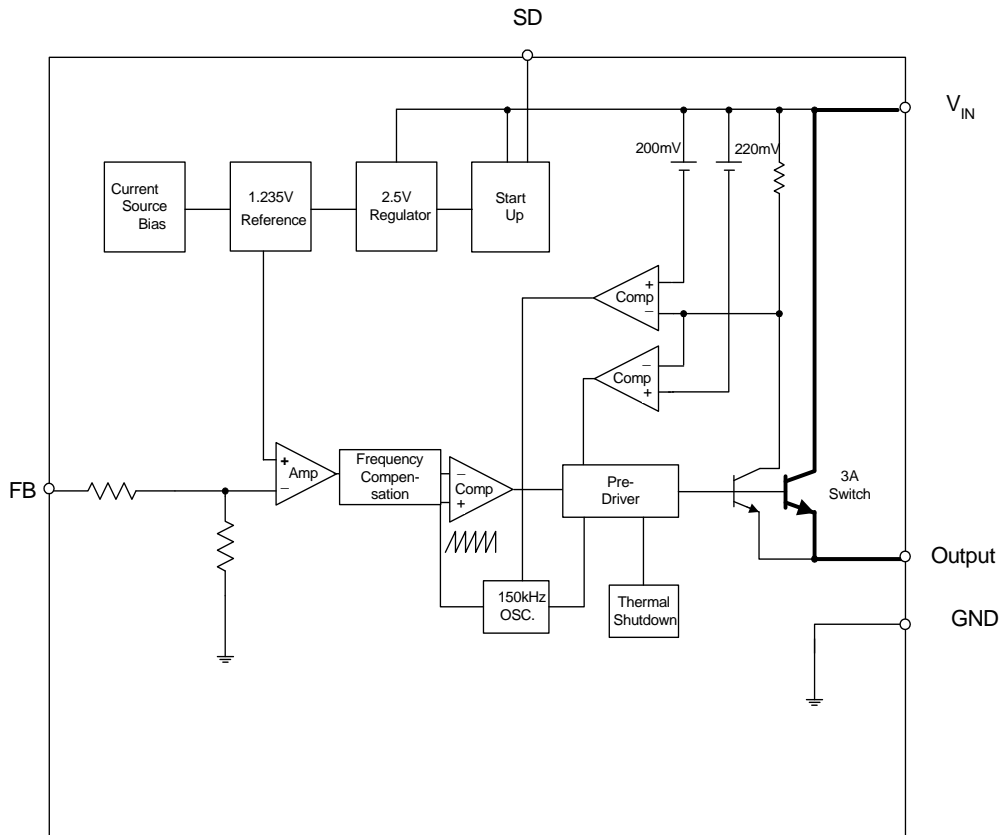 SD
V_IN
200mV
220mV
Current
Source
Bias
1.235V
Reference
2.5V
Regulator
Start
Up
+
Comp
−
−
Comp
+
FB
+
Amp
−
Frequency
Compen-
sation
−
Comp
+
Pre-
Driver
3A
Switch
150kHz
OSC.
Thermal
Shutdown
Output
GND